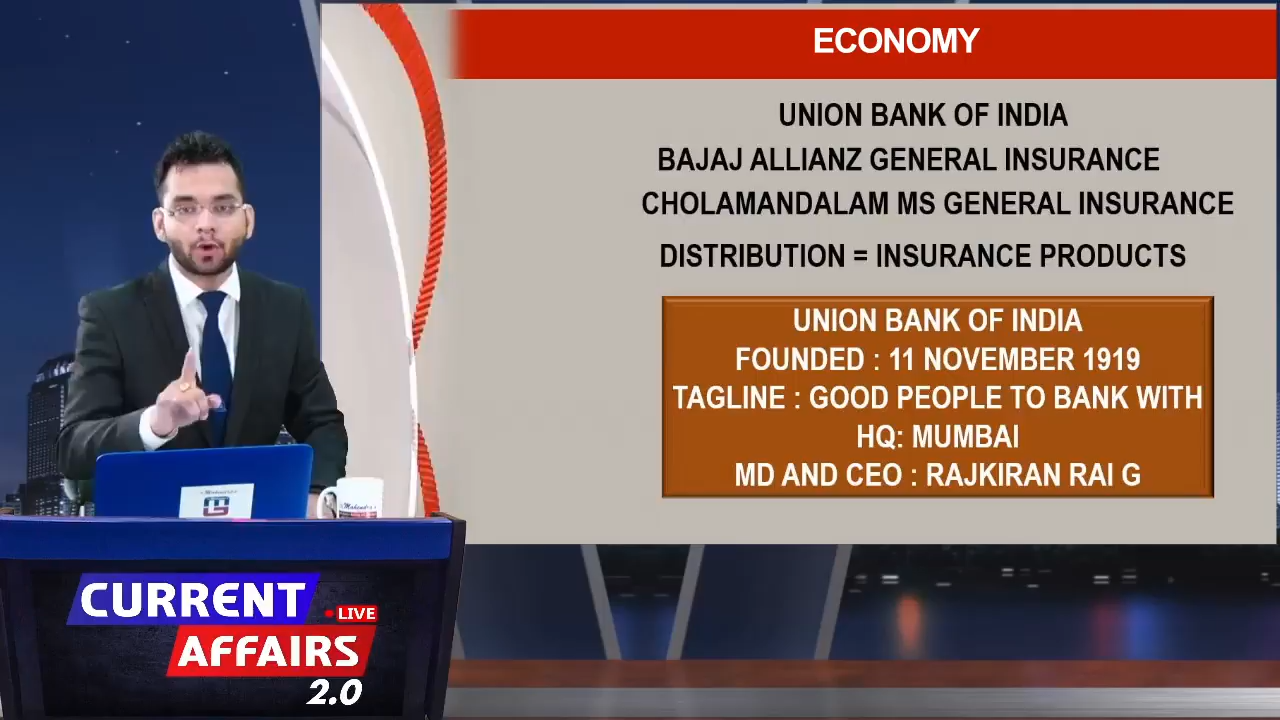 ECONOMY
UNION BANK OF INDIA
BAJAJ ALLIANZ GENERAL INSURANCE
CHOLAMANDALAM MS GENERAL INSURANCE
DISTRIBUTION = INSURANCE PRODUCTS
UNION BANK OF INDIA
FOUNDED : 11 NOVEMBER 1919
TAGLINE : GOOD PEOPLE TO BANK WITH
HQ: MUMBAI
MD AND CEO : RAJKIRAN RAI G
Mahendra's
Mahendra's
CURRENT
LIVE
AFFAIRS
2.0